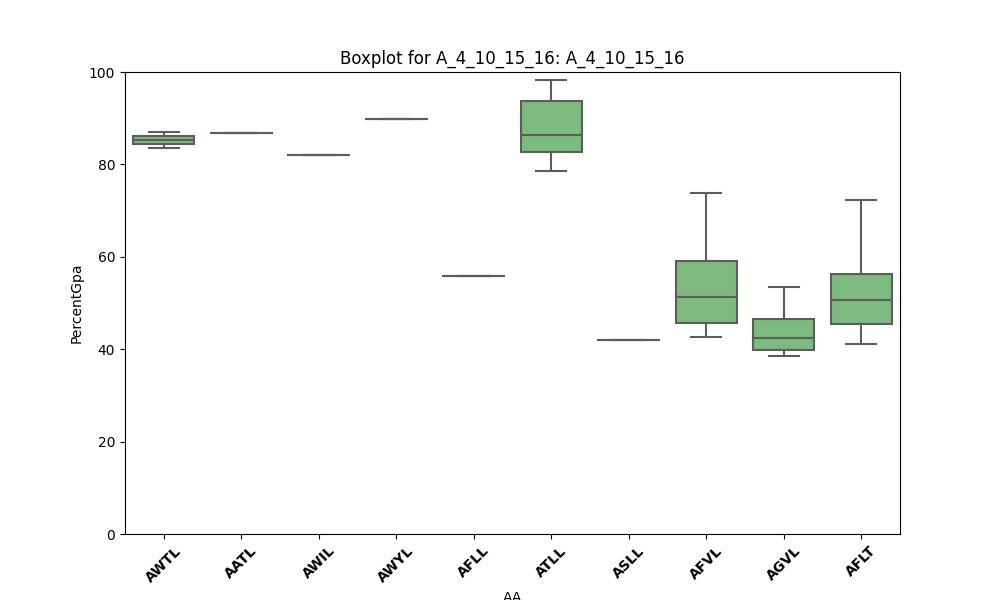 Boxplot for A_4_10_15_16: A_4_10_15_16
100
80
60
40
20
0
PercentGpa
AWTL
AATL
AWIL
AWYL
AFLL
ATLL
ASLL
AFVL
AGVL
AFLT
AA